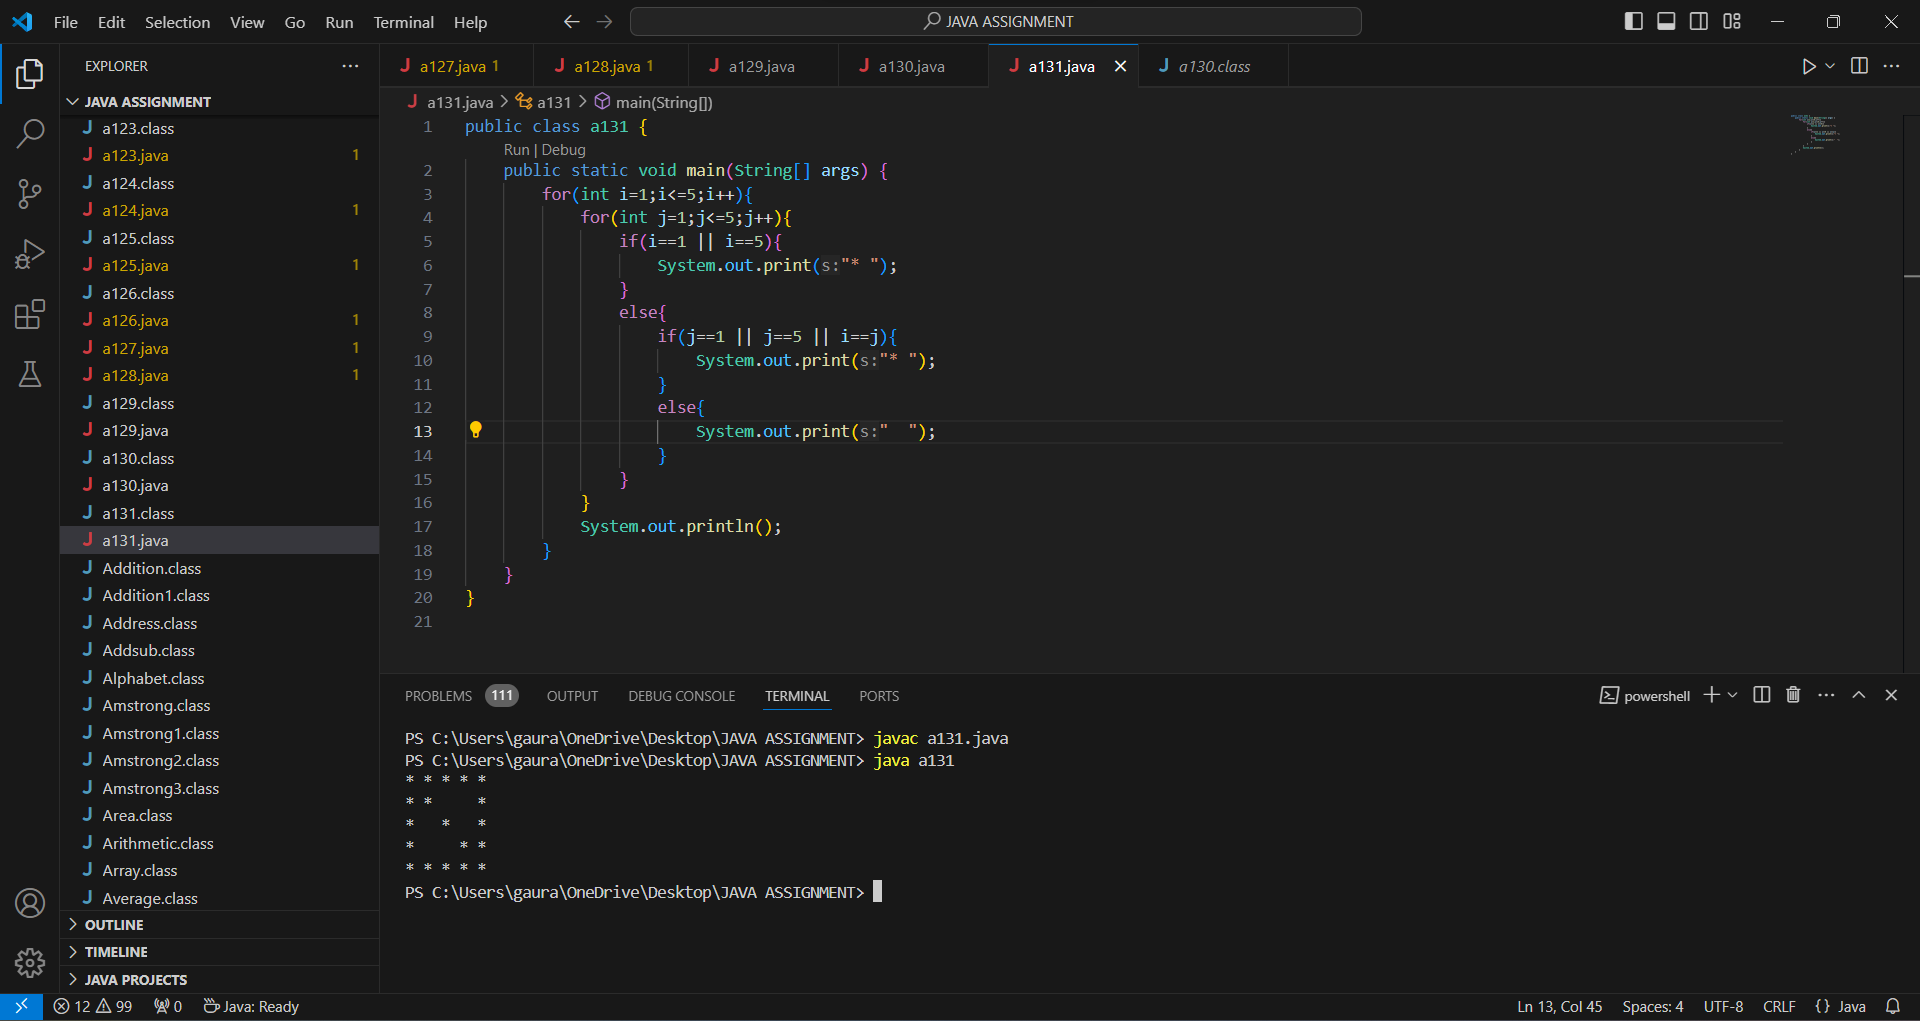 File Edit Selection View Go Run Terminal Help
JAVA ASSIGNMENT
EXPLORER
JAVA ASSIGNMENT
a123.class
a123.java 1
a124.class
a124.java 1
a125.class
a125.java 1
a126.class
a126.java 1
a127.java 1
a128.java 1
a129.class
a129.java
a130.class
a130.java
a131.class
a131.java
Addition.class
Addition1.class
Address.class
Addsub.class
Alphabet.class
Amstrong.class
Amstrong1.class
Amstrong2.class
Amstrong3.class
Area.class
Arithmetic.class
Array.class
Average.class
OUTLINE
TIMELINE
JAVA PROJECTS
a127.java 1 a128.java 1 a129.java a130.java a131.java a130.class
a131.java > a131 > main(String[])
1 public class a131 {
Run | Debug
2 public static void main(String[] args) {
3 for(int i=1;i<=5;i++){
4 for(int j=1;j<=5;j++){
5 if(i==1 || i==5){
6 System.out.print(s:"* ");
7 }
8 else{
9 if(j==1 || j==5 || i==j){
10 System.out.print(s:"* ");
11 }
12 else{
13 System.out.print(s:"  ");
14 }
15 }
16 }
17 System.out.println();
18 }
19 }
20 }
21
PROBLEMS 111 OUTPUT DEBUG CONSOLE TERMINAL PORTS
powershell
PS C:\Users\gaura\OneDrive\Desktop\JAVA ASSIGNMENT> javac a131.java
PS C:\Users\gaura\OneDrive\Desktop\JAVA ASSIGNMENT> java a131
* * * * *
* *     *
*   *   *
*     * *
* * * * *
PS C:\Users\gaura\OneDrive\Desktop\JAVA ASSIGNMENT>
12 99 0 Java: Ready
Ln 13, Col 45 Spaces: 4 UTF-8 CRLF {} Java